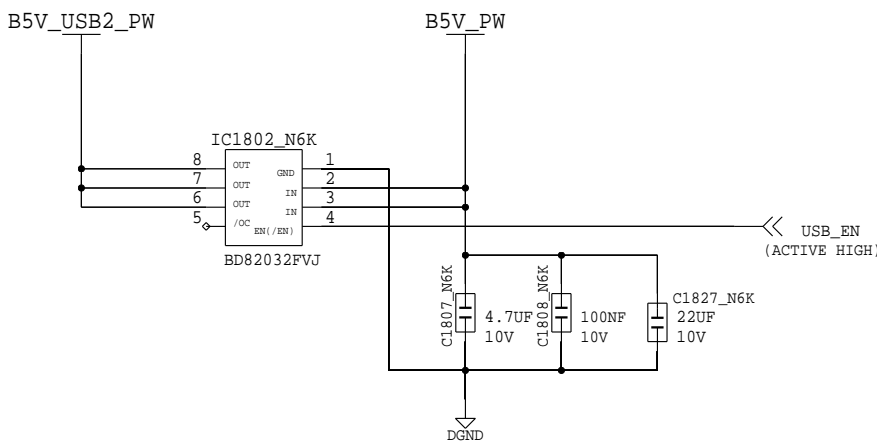 B5V_USB2_PW
B5V_PW
IC1802_N6K
8 OUT GND 1
7 OUT IN 2
6 OUT IN 3
5 /OC EN(/EN) 4
BD82032FVJ
USB_EN
(ACTIVE HIGH)
C1807_N6K
4.7UF
10V
C1808_N6K
100NF
10V
C1827_N6K
22UF
10V
DGND